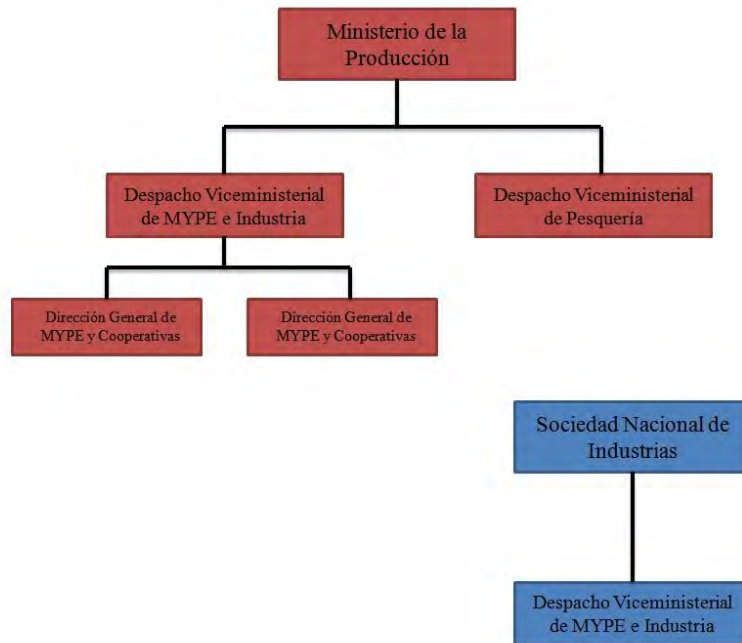 Ministerio de la
Producción
Despacho Viceministerial
de MYPE e Industria
Despacho Viceministerial
de Pesquería
Dirección General de
MYPE y Cooperativas
Dirección General de
MYPE y Cooperativas
Sociedad Nacional de
Industrias
Despacho Viceministerial
de MYPE e Industria